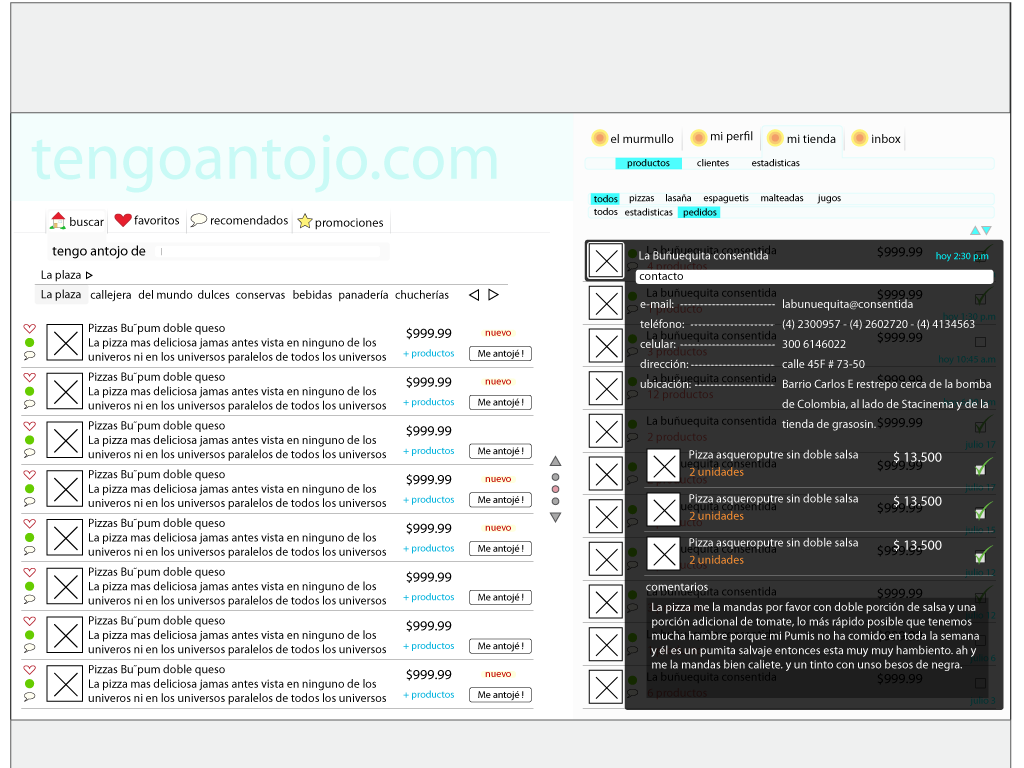 tengoantojo.com
buscar
favoritos
recomendados
promociones
tengo antojo de
La plaza
La plaza callejera del mundo dulces conservas bebidas panadería chucherías
Pizzas Bu¨pum doble queso
La pizza mas deliciosa jamas antes vista en ninguno de los
univeros ni en los universos paralelos de todos los universos
$999.99
nuevo
+ productos
Me antojé !
Pizzas Bu¨pum doble queso
La pizza mas deliciosa jamas antes vista en ninguno de los
univeros ni en los universos paralelos de todos los universos
$999.99
nuevo
+ productos
Me antojé !
Pizzas Bu¨pum doble queso
La pizza mas deliciosa jamas antes vista en ninguno de los
univeros ni en los universos paralelos de todos los universos
$999.99
Me antojé !
Pizzas Bu¨pum doble queso
La pizza mas deliciosa jamas antes vista en ninguno de los
univeros ni en los universos paralelos de todos los universos
$999.99
nuevo
+ productos
Me antojé !
Pizzas Bu¨pum doble queso
La pizza mas deliciosa jamas antes vista en ninguno de los
univeros ni en los universos paralelos de todos los universos
$999.99
nuevo
+ productos
Me antojé !
Pizzas Bu¨pum doble queso
La pizza mas deliciosa jamas antes vista en ninguno de los
univeros ni en los universos paralelos de todos los universos
$999.99
+ productos
Me antojé !
Pizzas Bu¨pum doble queso
La pizza mas deliciosa jamas antes vista en ninguno de los
univeros ni en los universos paralelos de todos los universos
$999.99
Me antojé !
Pizzas Bu¨pum doble queso
La pizza mas deliciosa jamas antes vista en ninguno de los
univeros ni en los universos paralelos de todos los universos
$999.99
nuevo
+ productos
Me antojé !
el murmullo
mi perfil
mi tienda
inbox
productos clientes estadisticas
todos pizzas lasaña espaguetis malteadas jugos
todos estadisticas pedidos
La Buñuequita consentida
hoy 2:30 p.m
contacto
e-mail: ---------------------- labunuequita@consentida
teléfono: ---------------------- (4) 2300957 - (4) 2602720 - (4) 4134563
celular: ---------------------- 300 6146022
dirección: ---------------------- calle 45F # 73-50
ubicación: ---------------------- Barrio Carlos E restrepo cerca de la bomba
de Colombia, al lado de Stacinema y de la
tienda de grasosin.
Pizza asqueroputre sin doble salsa
2 unidades
$ 13.500
Pizza asqueroputre sin doble salsa
2 unidades
$ 13.500
Pizza asqueroputre sin doble salsa
2 unidades
$ 13.500
comentarios
La pizza me la mandas por favor con doble porción de salsa y una
porción adicional de tomate, lo más rápido posible que tenemos
mucha hambre porque mi Pumis no ha comido en toda la semana
y él es un pumita salvaje entonces esta muy muy hambiento. ah y
me la mandas bien caliete. y un tinto con unso besos de negra.
La buñuequita consentida
$999.99
6 productos